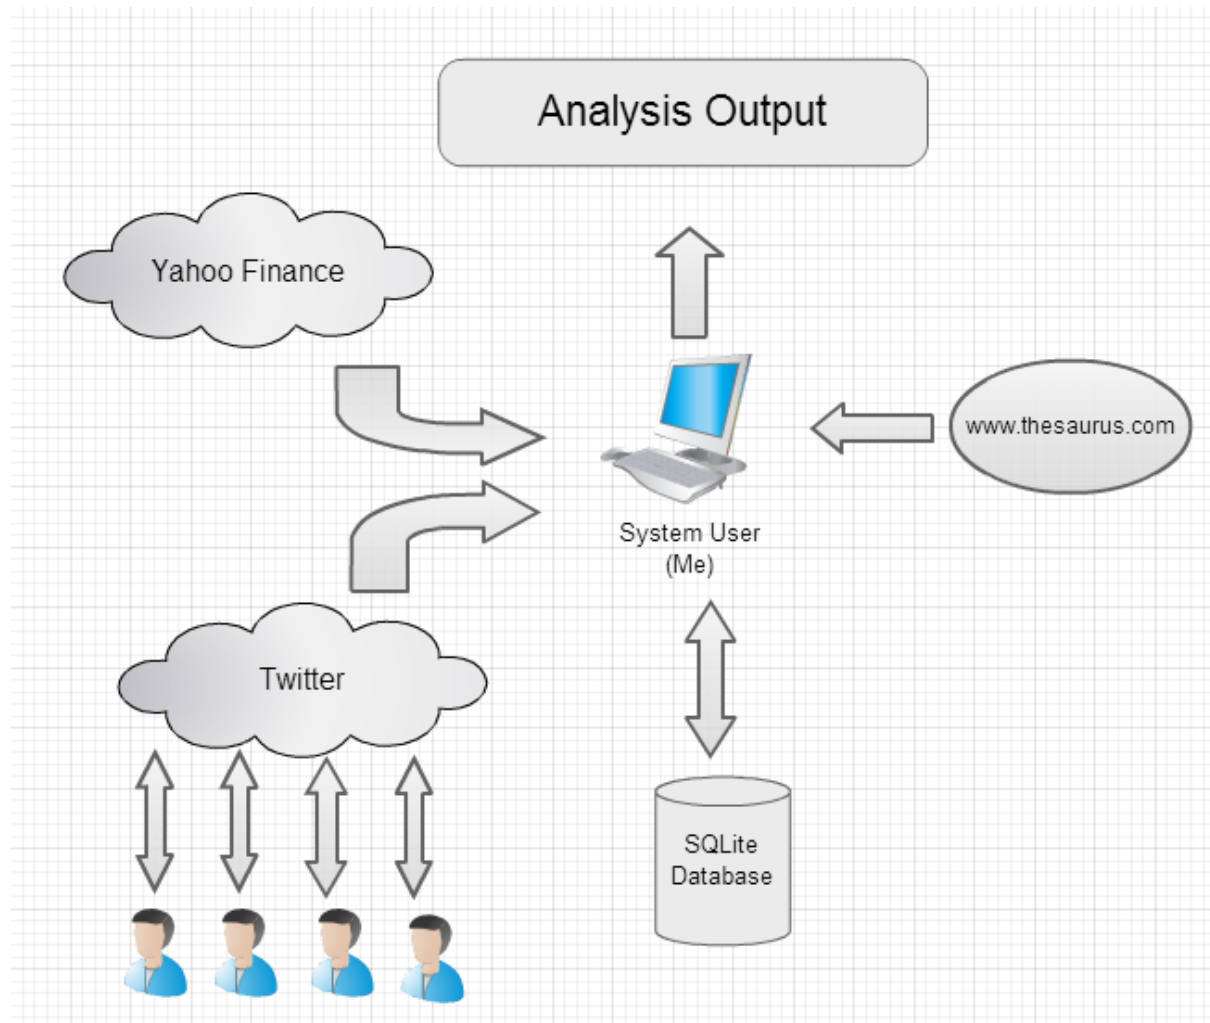 Analysis Output
Yahoo Finance
www.thesaurus.com
System User
(Me)
Twitter
SQLite
Database